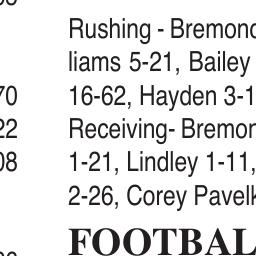 Rushing - Bremond
liams 5-21, Bailey
70 16-62, Hayden 3-1
22 Receiving- Bremon
08 1-21, Lindley 1-11,
2-26, Corey Pavelk
FOOTBAL